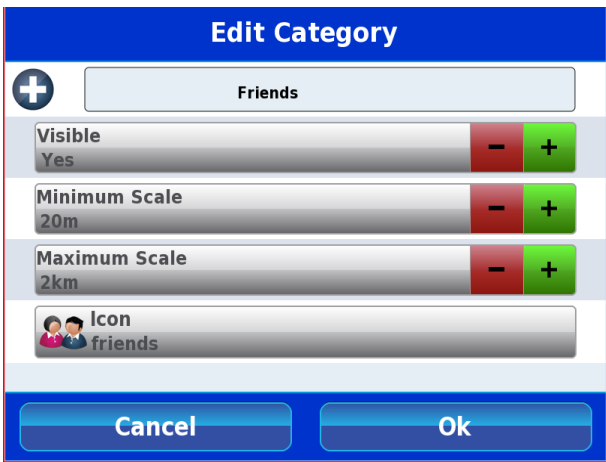 Edit Category
Friends
Visible
Yes
Minimum Scale
20m
Maximum Scale
2km
Icon
friends
Cancel
Ok